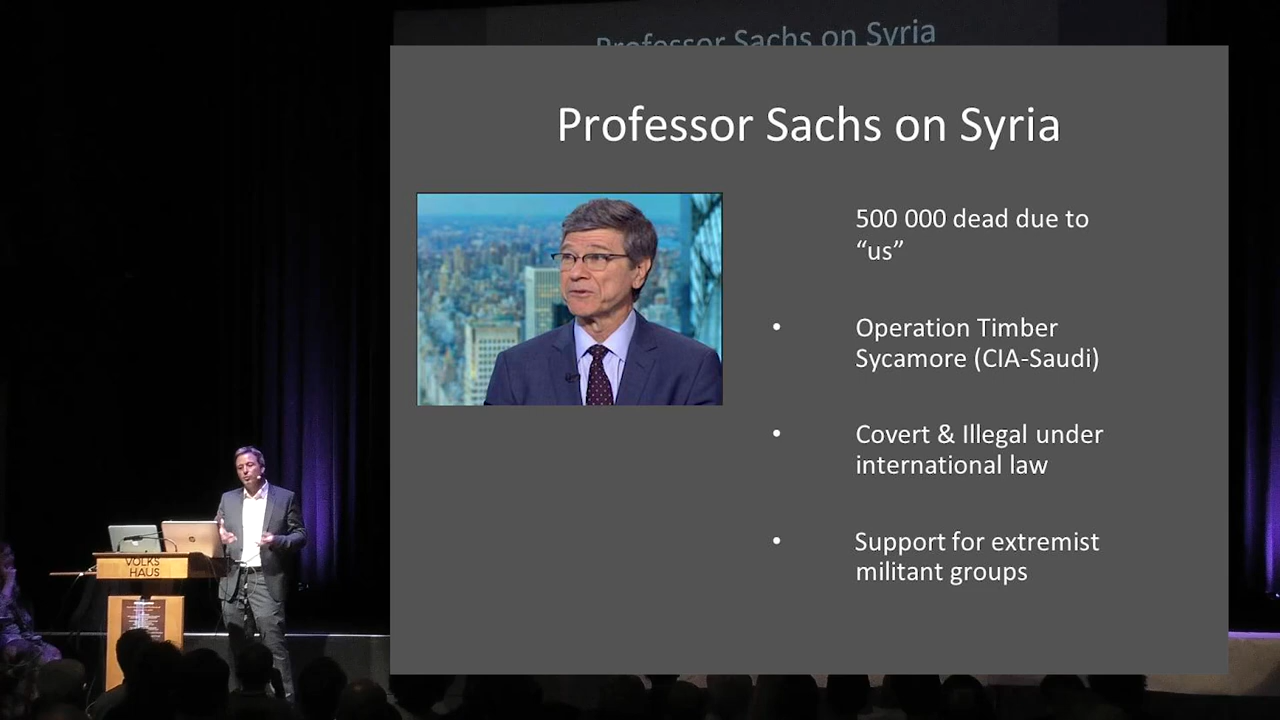 Professor Sachs on Syria
Professor Sachs on Syria
500 000 dead due to
“us”
• Operation Timber
Sycamore (CIA-Saudi)
• Covert & Illegal under
international law
• Support for extremist
militant groups
VOLKS
HAUS